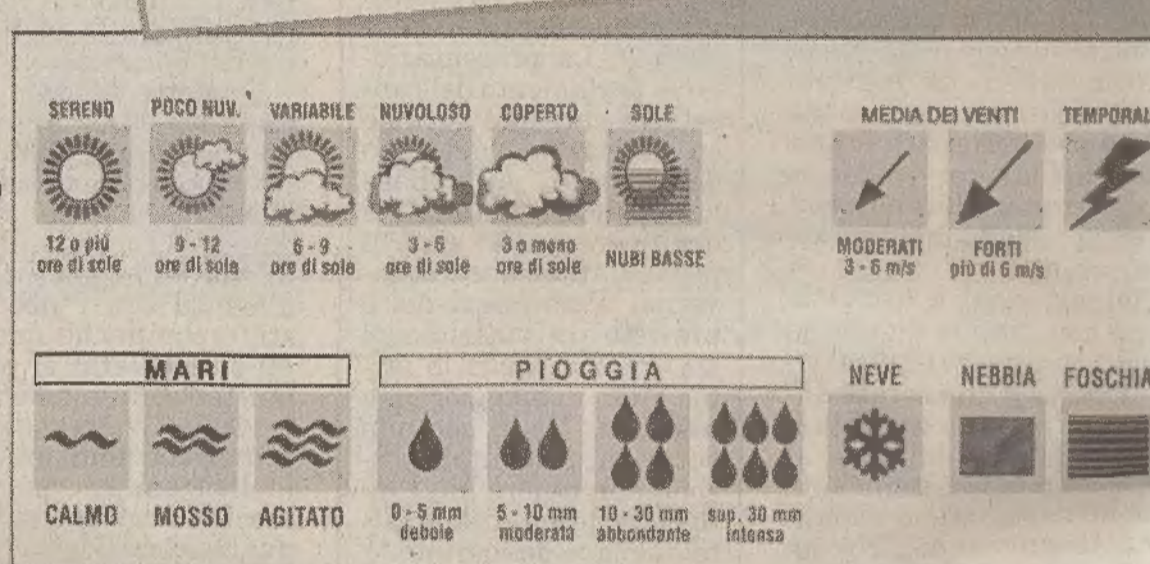 SERENO POCO NUV. VARIABILE NUVOLOSO COPERTO SOLE MEDIA DEI VENTI TEMPORAL
12 o più 9 - 12 6 - 9 3 - 6 3 o meno NUBI BASSE MODERATI FORTI
ore di sole ore di sole ore di sole ore di sole ore di sole 3 - 6 m/s più di 6 m/s
MARI PIOGGIA NEVE NEBBIA FOSCHIA
CALMO MOSSO AGITATO 0 - 5 mm 5 - 10 mm 10 - 30 mm sup. 30 mm
debole moderata abbondante intensa